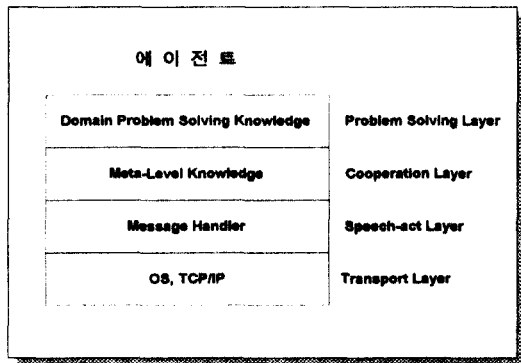 에 이 전 트
Domain Problem Solving Knowledge Problem Solving Layer
Meta-Level Knowledge Cooperation Layer
Message Handler Speech-act Layer
OS, TCP/IP Transport Layer